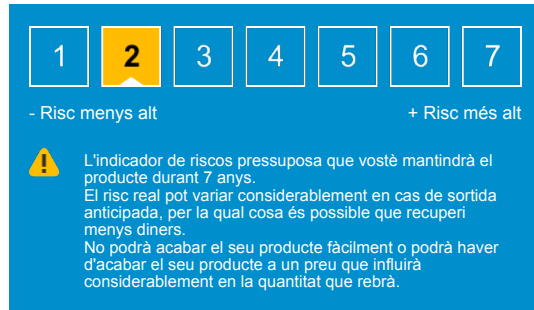 1 2 3 4 5 6 7
- Risc menys alt + Risc més alt
L'indicador de riscos pressuposa que vostè mantindrà el
producte durant 7 anys.
El risc real pot variar considerablement en cas de sortida
anticipada, per la qual cosa és possible que recuperi
menys diners.
No podrà acabar el seu producte fàcilment o podrà haver
d'acabar el seu producte a un preu que influirà
considerablement en la quantitat que rebrà.